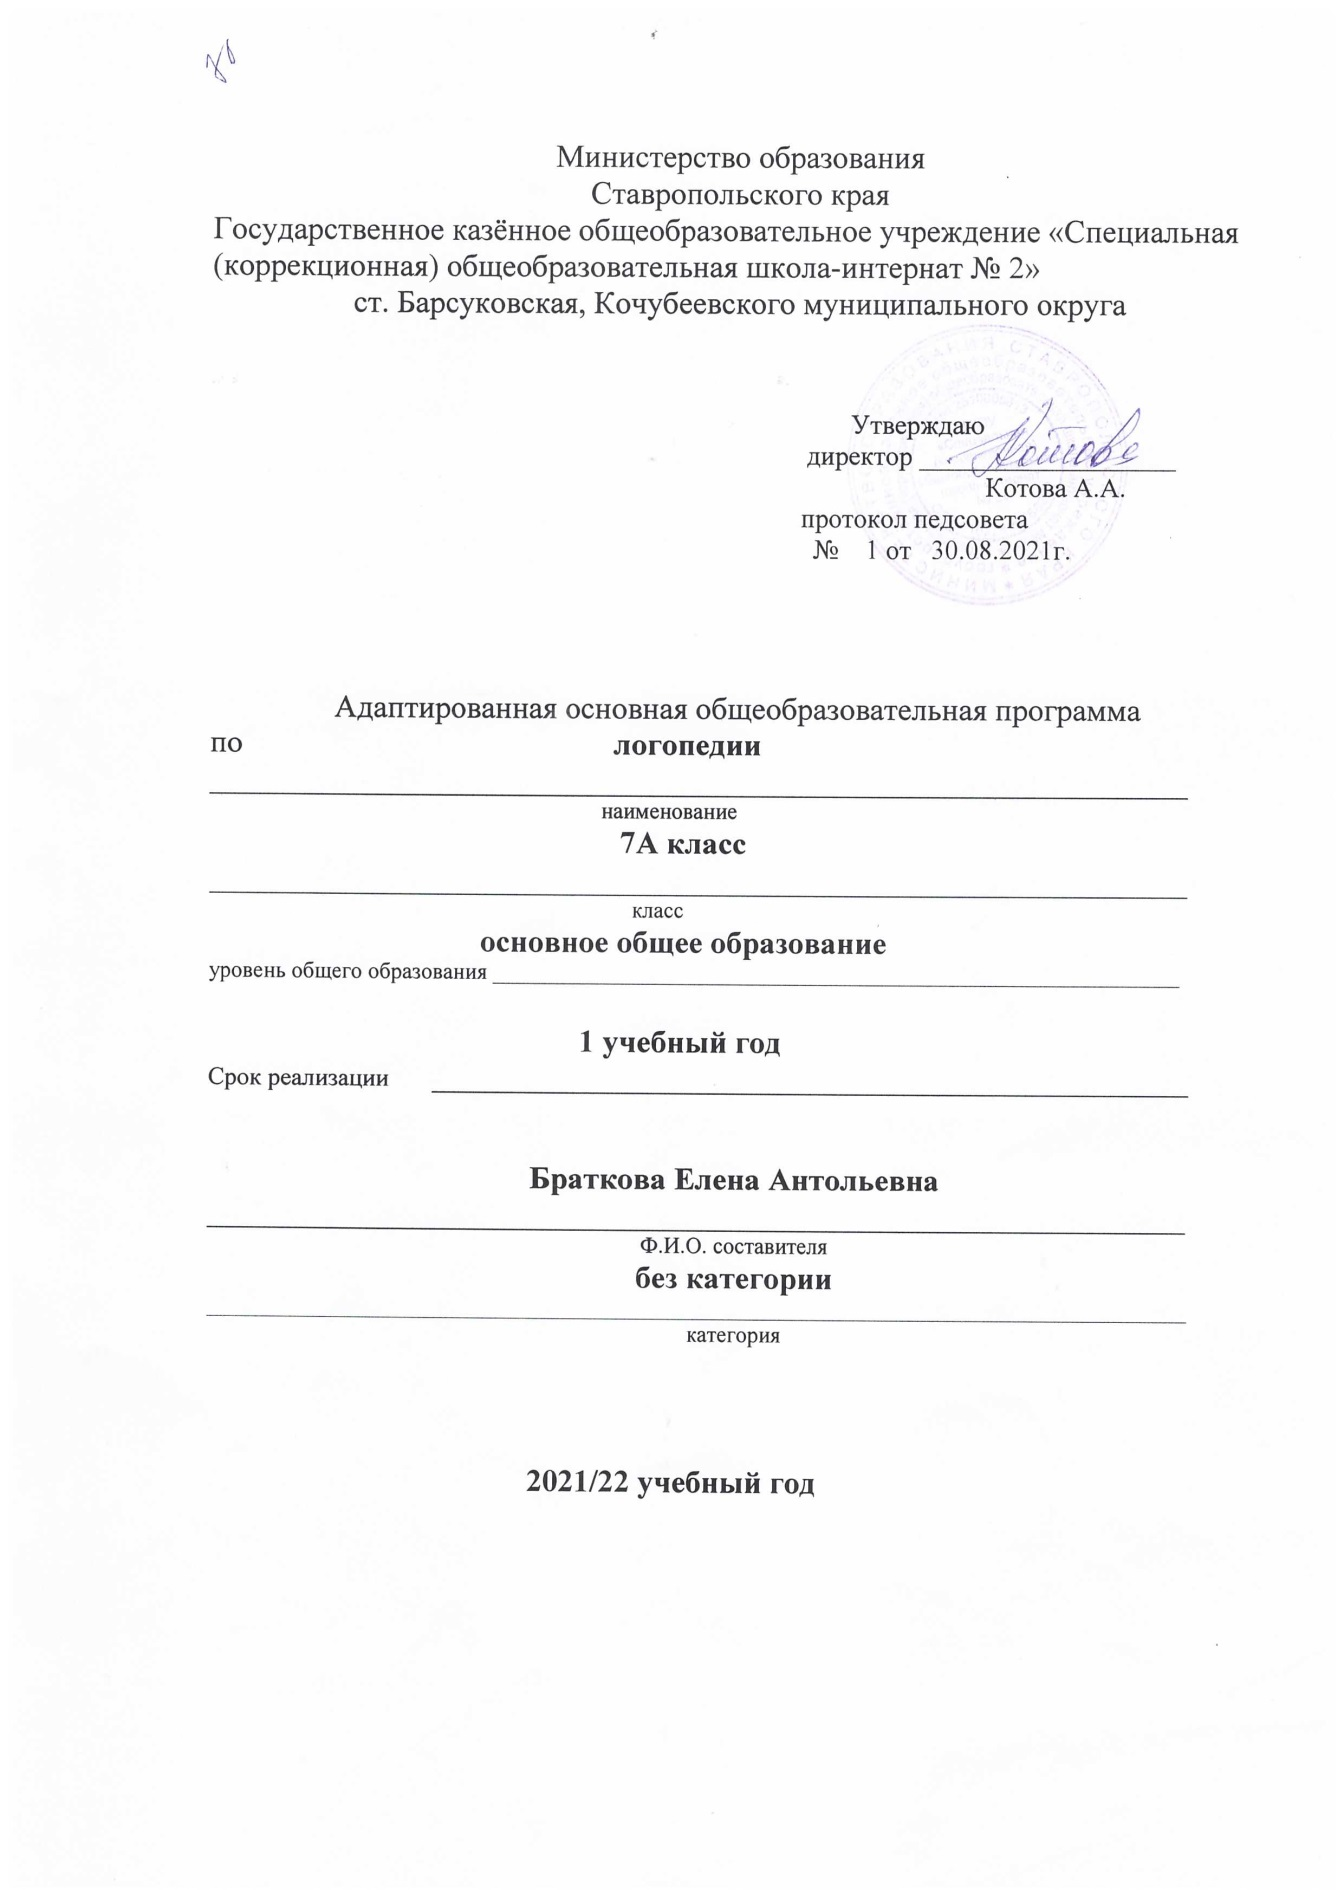 Министерство образования
Ставропольского края
Государственное казённое общеобразовательное учреждение «Специальная
(коррекционная) общеобразовательная школа-интернат № 2»
ст. Барсуковская, Кочубеевского муниципального округа
Утверждаю
директор
Котова А.А.
протокол педсовета
№ 1 от 30.08.2021г.
Адаптированная основная общеобразовательная программа
по логопедии
наименование
7А класс
класс
основное общее образование
уровень общего образования
1 учебный год
Срок реализации
Браткова Елена Антольевна
Ф.И.О. составителя
без категории
категория
2021/22 учебный год